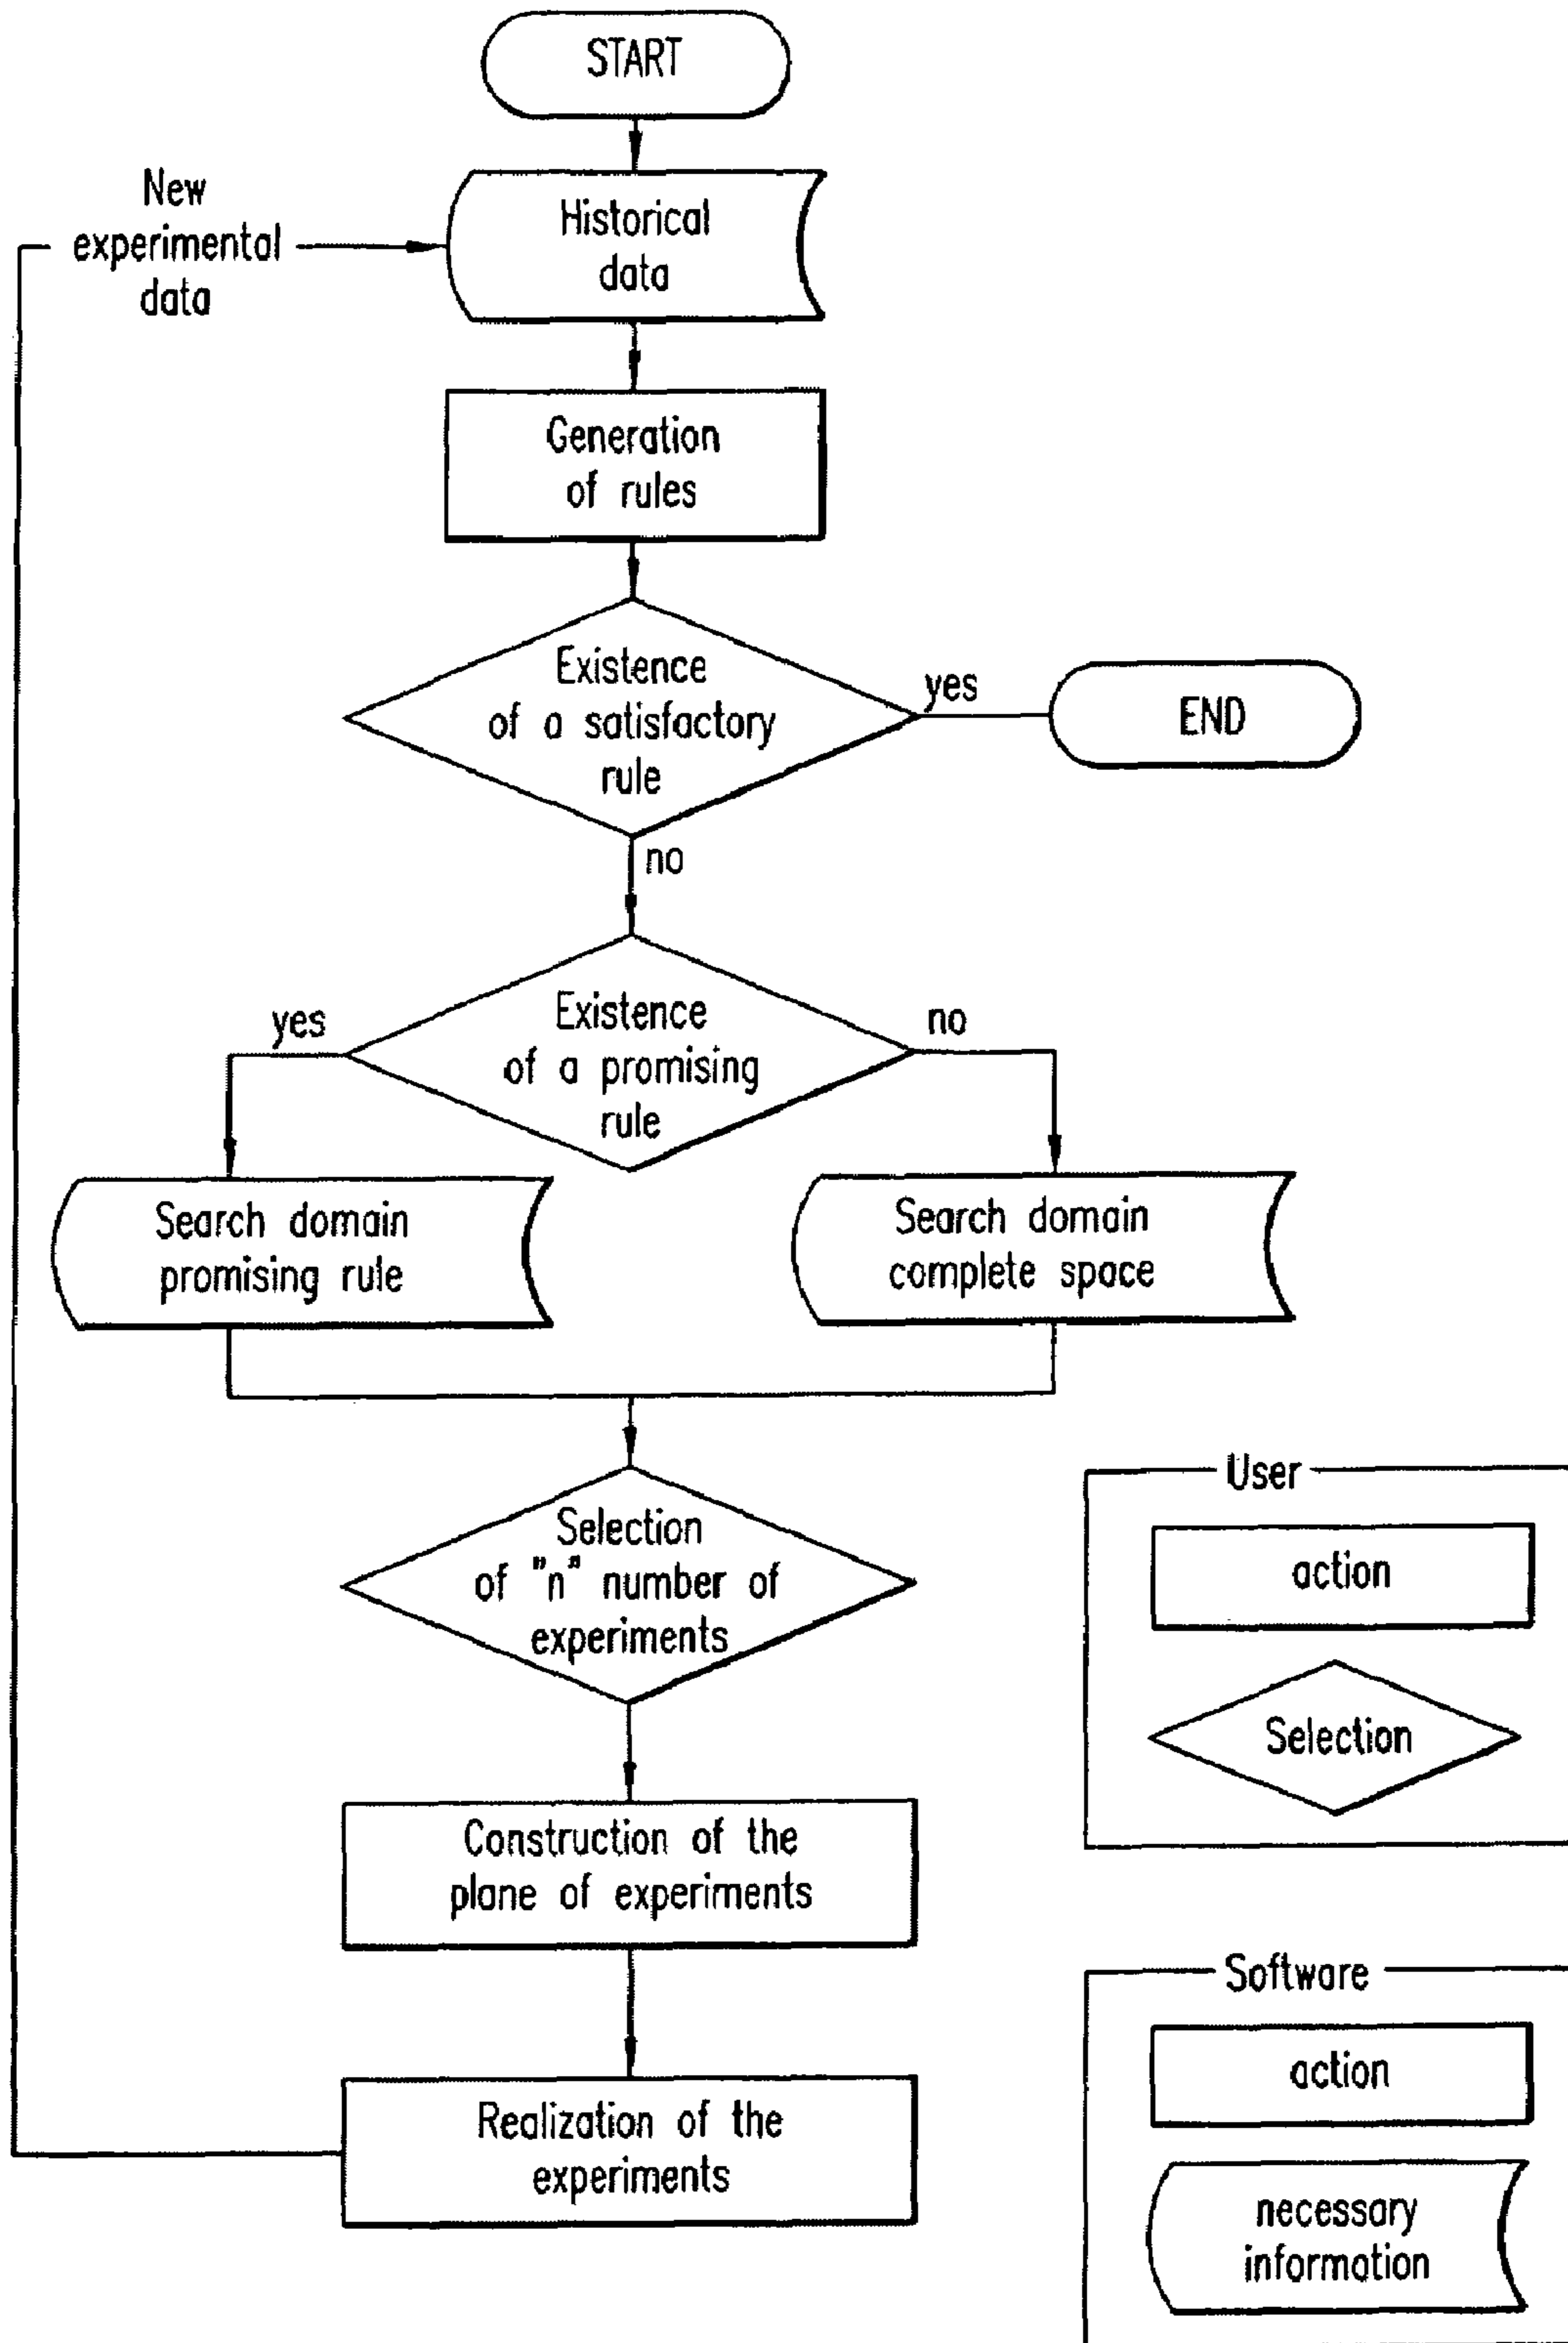 START
New
experimental
data
Historical
data
Generation
of rules
Existence
of a satisfactory
rule
yes
END
no
yes
Existence
of a promising
rule
no
Search domain
promising rule
Search domain
complete space
Selection
of "n" number of
experiments
User
action
Selection
Construction of the
plane of experiments
Software
action
Realization of the
experiments
necessary
information